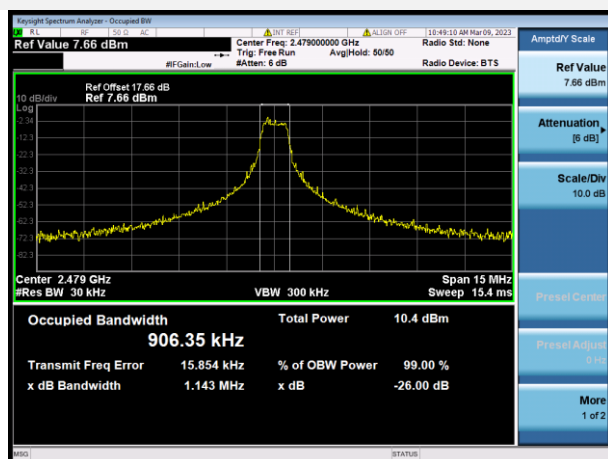 Keysight Spectrum Analyzer - Occupied BW
RL RF 50 Ω AC INT REF ALIGN OFF 10:49:10 AM Mar 09, 2023
Ref Value 7.66 dBm Center Freq: 2.479000000 GHz Radio Std: None
Trig: Free Run Avg|Hold: 50/50
#IFGain:Low #Atten: 6 dB Radio Device: BTS
Ref Offset 17.66 dB
10 dB/div Ref 7.66 dBm
Log
-2.34
-12.3
-22.3
-32.3
-42.3
-52.3
-62.3
-72.3
-82.3
Center 2.479 GHz Span 15 MHz
#Res BW 30 kHz VBW 300 kHz Sweep 15.4 ms
Occupied Bandwidth Total Power 10.4 dBm
906.35 kHz
Transmit Freq Error 15.854 kHz % of OBW Power 99.00 %
x dB Bandwidth 1.143 MHz x dB -26.00 dB
MSG STATUS
Amptd/Y Scale
Ref Value
7.66 dBm
Attenuation
[6 dB]
Scale/Div
10.0 dB
Presel Center
Presel Adjust
0 Hz
More
1 of 2